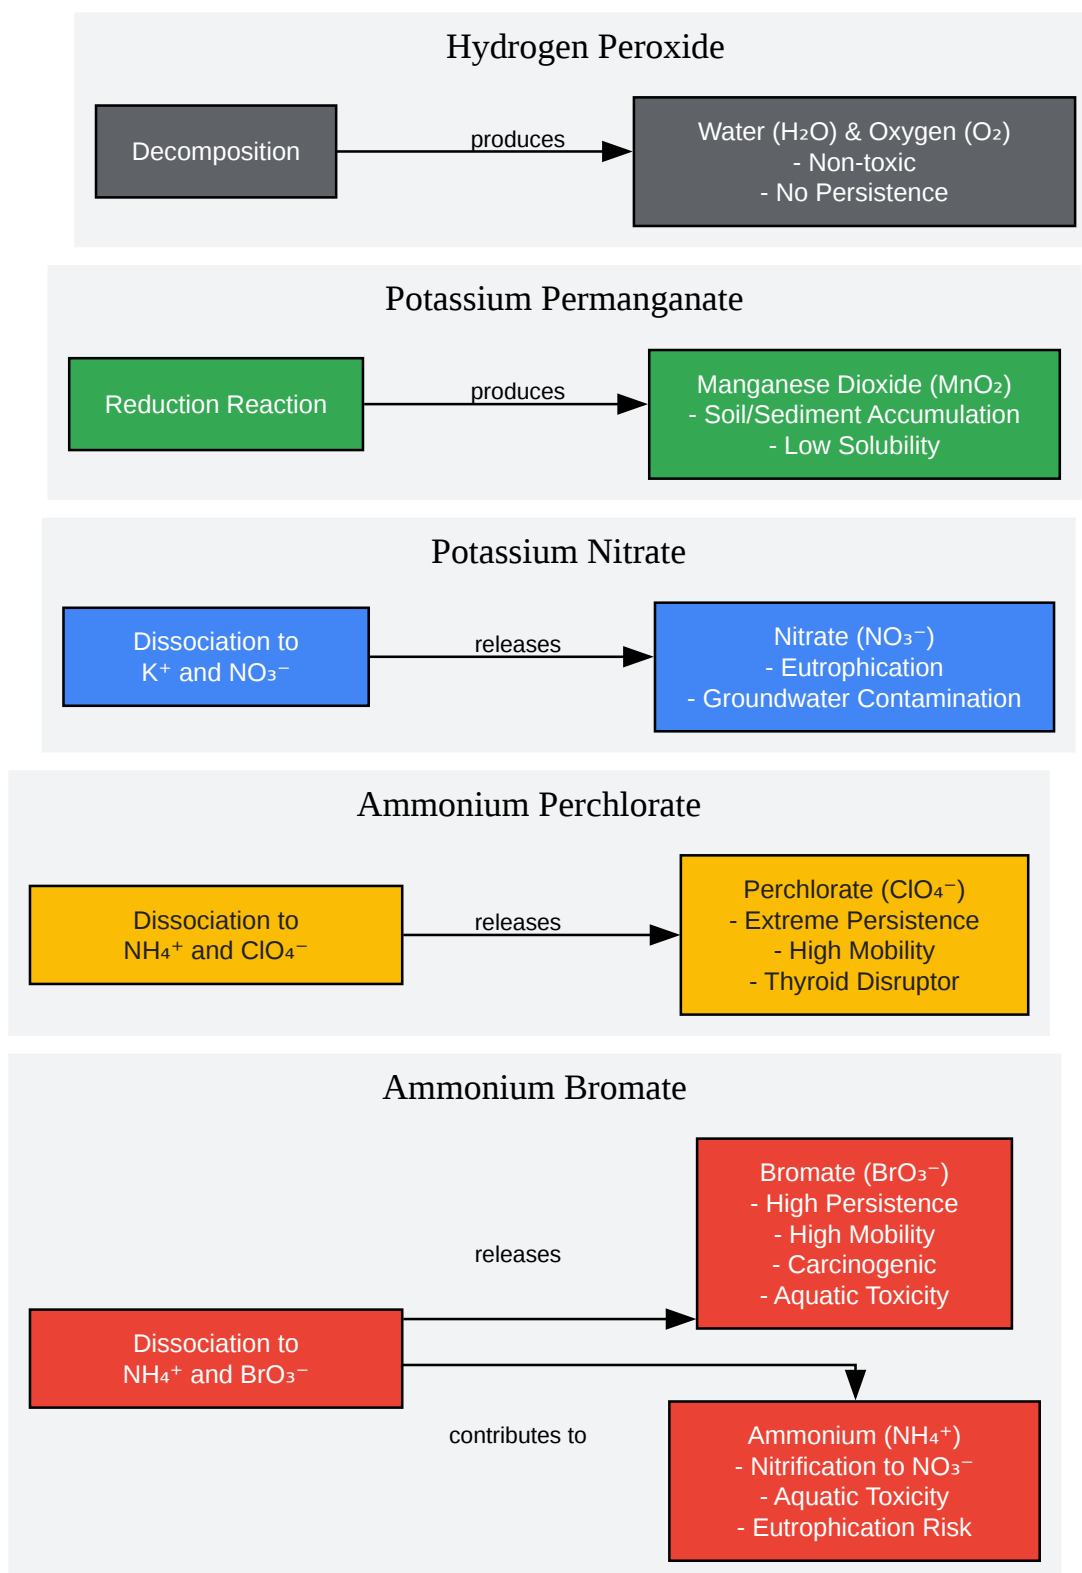 Hydrogen Peroxide
Decomposition
produces
Water (H₂O) & Oxygen (O₂)
- Non-toxic
- No Persistence
Potassium Permanganate
Reduction Reaction
produces
Manganese Dioxide (MnO₂)
- Soil/Sediment Accumulation
- Low Solubility
Potassium Nitrate
Dissociation to
K⁺ and NO₃⁻
releases
Nitrate (NO₃⁻)
- Eutrophication
- Groundwater Contamination
Ammonium Perchlorate
Dissociation to
NH₄⁺ and ClO₄⁻
releases
Perchlorate (ClO₄⁻)
- Extreme Persistence
- High Mobility
- Thyroid Disruptor
Ammonium Bromate
Dissociation to
NH₄⁺ and BrO₃⁻
releases
Bromate (BrO₃⁻)
- High Persistence
- High Mobility
- Carcinogenic
- Aquatic Toxicity
contributes to
Ammonium (NH₄⁺)
- Nitrification to NO₃⁻
- Aquatic Toxicity
- Eutrophication Risk